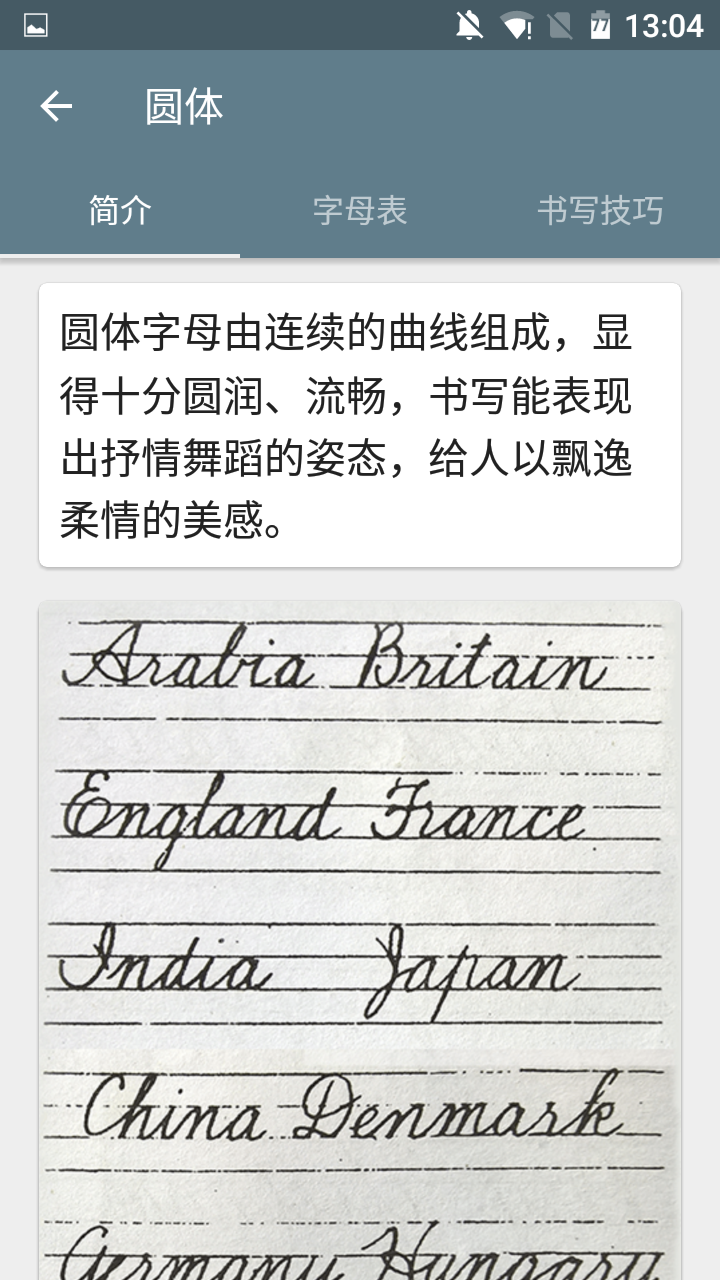 77 13:04
圆体
简介 字母表 书写技巧
圆体字母由连续的曲线组成，显
得十分圆润、流畅，书写能表现
出抒情舞蹈的姿态，给人以飘逸
柔情的美感。
Arabia Britain
England France
India Japan
China Denmark
Germany Hungary